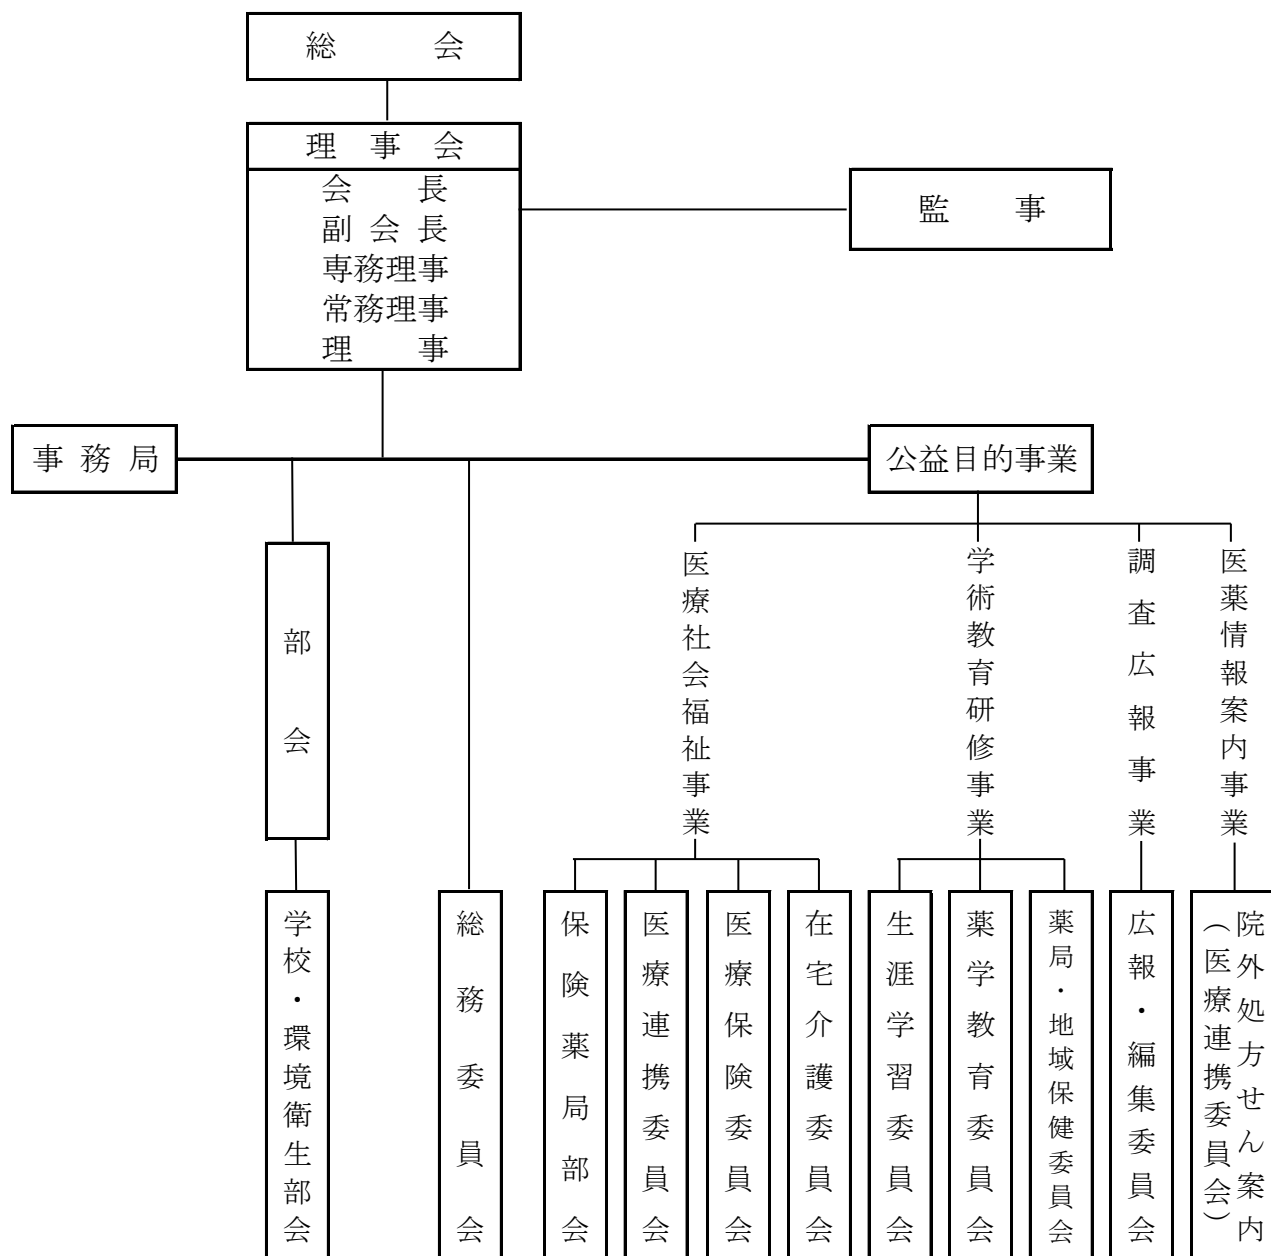 総会
理事会
会長
副会長
専務理事
常務理事
理事
監事
事務局
公益目的事業
部会
医療社会福祉事業
学術教育研修事業
調査広報事業
医薬情報案内事業
学校・環境衛生部会
総務委員会
保険薬局部会
医療連携委員会
医療保険委員会
在宅介護委員会
生涯学習委員会
薬学教育委員会
薬局・地域保健委員会
広報・編集委員会
院外処方せん案内
(医療連携委員会)